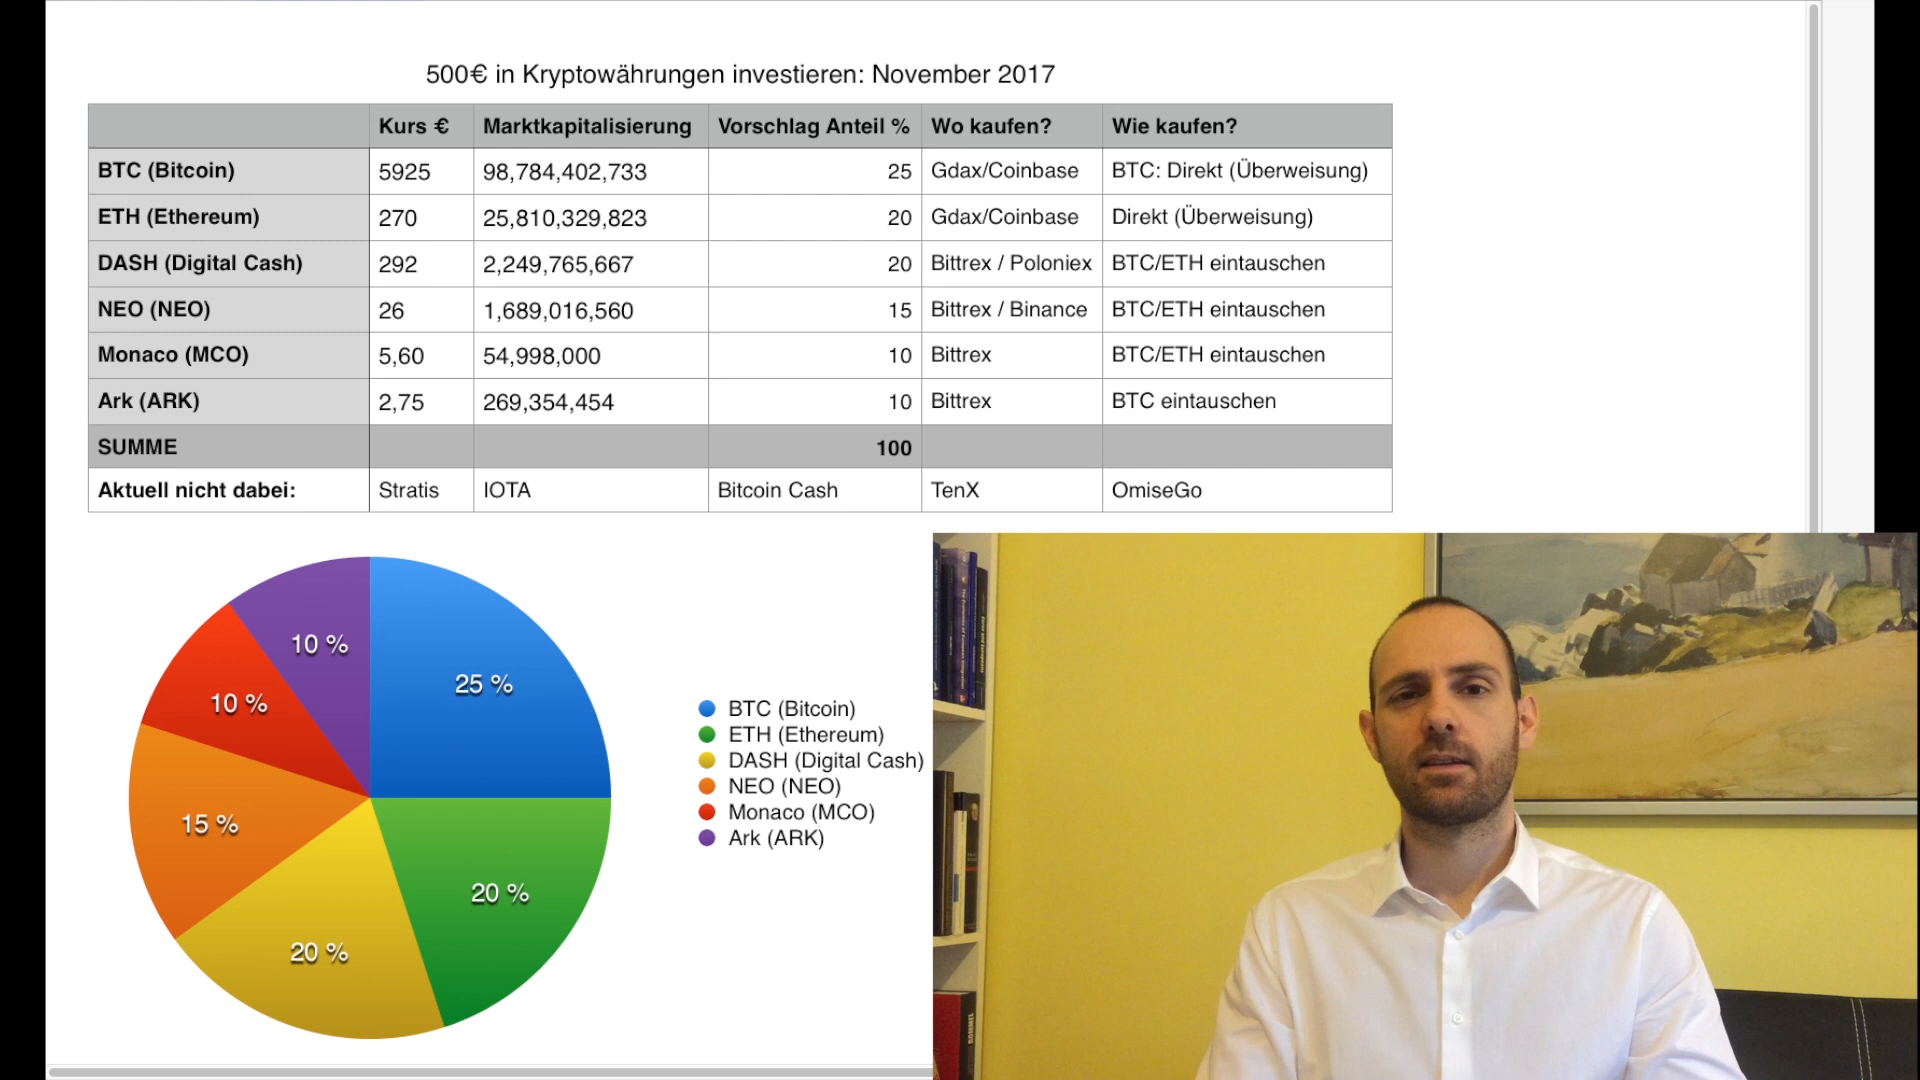 500€ in Kryptowährungen investieren: November 2017
Kurs € Marktkapitalisierung Vorschlag Anteil % Wo kaufen? Wie kaufen?
BTC (Bitcoin) 5925 98,784,402,733 25 Gdax/Coinbase BTC: Direkt (Überweisung)
ETH (Ethereum) 270 25,810,329,823 20 Gdax/Coinbase Direkt (Überweisung)
DASH (Digital Cash) 292 2,249,765,667 20 Bittrex / Poloniex BTC/ETH eintauschen
NEO (NEO) 26 1,689,016,560 15 Bittrex / Binance BTC/ETH eintauschen
Monaco (MCO) 5,60 54,998,000 10 Bittrex BTC/ETH eintauschen
Ark (ARK) 2,75 269,354,454 10 Bittrex BTC eintauschen
SUMME 100
Aktuell nicht dabei: Stratis IOTA Bitcoin Cash TenX OmiseGo
10 %
25 %
10 %
15 %
20 %
20 %
BTC (Bitcoin)
ETH (Ethereum)
DASH (Digital Cash)
NEO (NEO)
Monaco (MCO)
Ark (ARK)